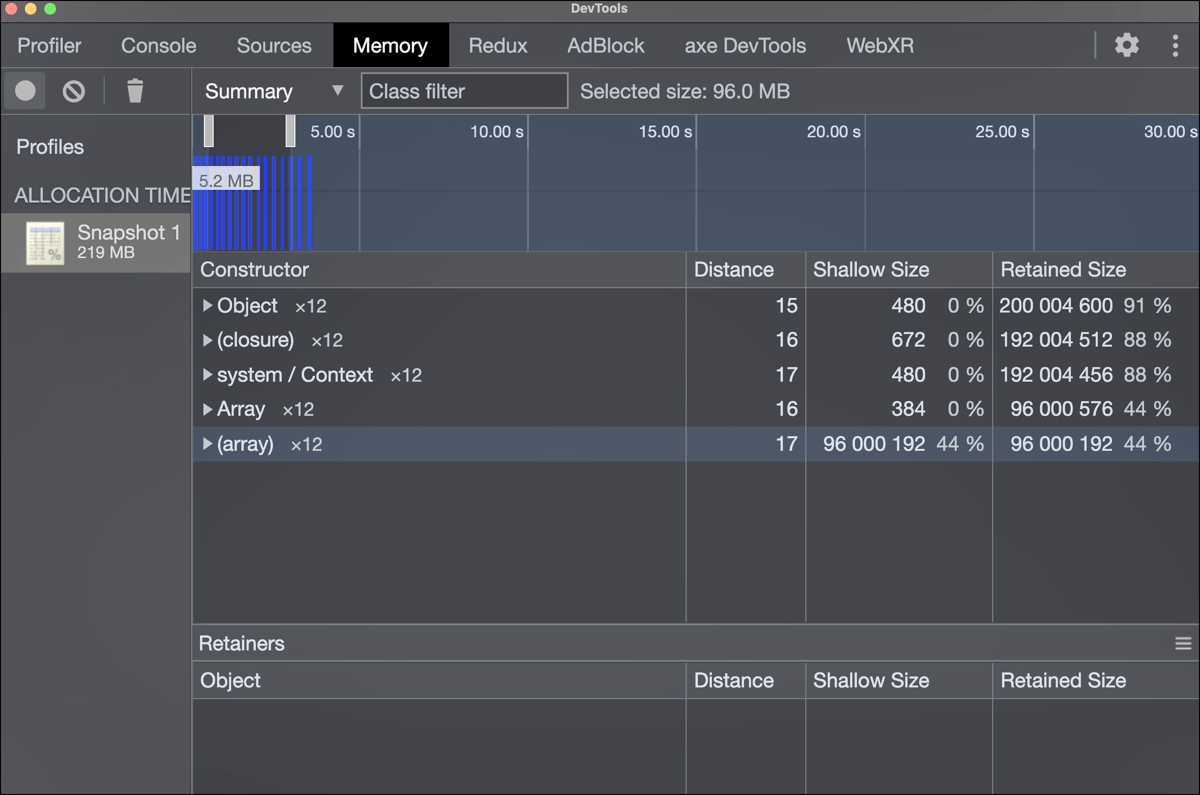 DevTools
Profiler Console Sources Memory Redux AdBlock axe DevTools WebXR
Summary ▼ Class filter Selected size: 96.0 MB
Profiles
ALLOCATION TIME
Snapshot 1
219 MB
5.00 s 10.00 s 15.00 s 20.00 s 25.00 s 30.00 s
5.2 MB
Constructor Distance Shallow Size Retained Size
Object ×12 15 480 0 % 200 004 600 91 %
(closure) ×12 16 672 0 % 192 004 512 88 %
system / Context ×12 17 480 0 % 192 004 456 88 %
Array ×12 16 384 0 % 96 000 576 44 %
(array) ×12 17 96 000 192 44 % 96 000 192 44 %
Retainers
Object Distance Shallow Size Retained Size